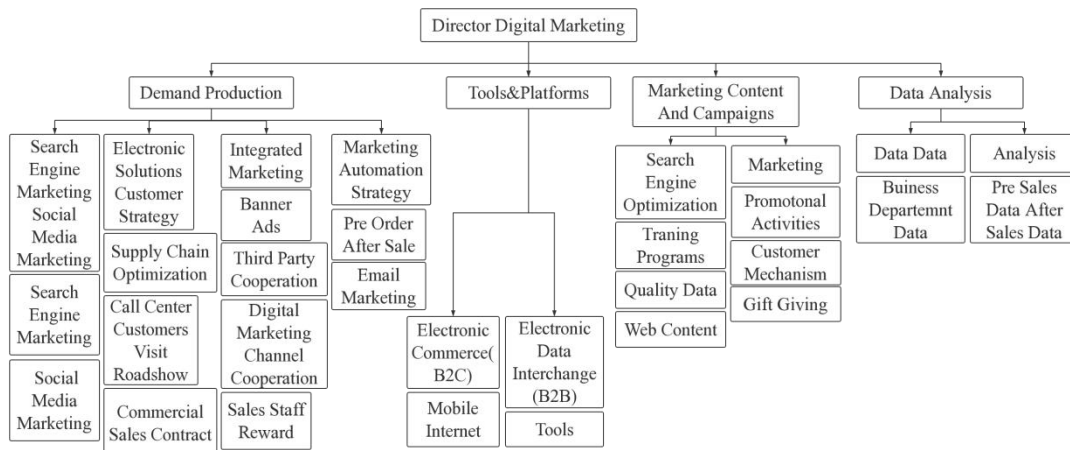 Director Digital Marketing
Demand Production
Tools&Platforms
Marketing Content
And Campaigns
Data Analysis
Search
Engine
Marketing
Social
Media
Marketing
Search
Engine
Marketing
Social
Media
Marketing
Electronic
Solutions
Customer
Strategy
Supply Chain
Optimization
Call Center
Customers
Visit
Roadshow
Commercial
Sales Contract
Integrated
Marketing
Banner
Ads
Third Party
Cooperation
Digital
Marketing
Channel
Cooperation
Sales Staff
Reward
Marketing
Automation
Strategy
Pre Order
After Sale
Email
Marketing
Electronic
Commerce(
B2C)
Mobile
Internet
Electronic
Data
Interchange
(B2B)
Tools
Search
Engine
Optimization
Traning
Programs
Quality Data
Web Content
Marketing
Promotonal
Activities
Customer
Mechanism
Gift Giving
Data Data
Buiness
Departemnt
Data
Analysis
Pre Sales
Data After
Sales Data